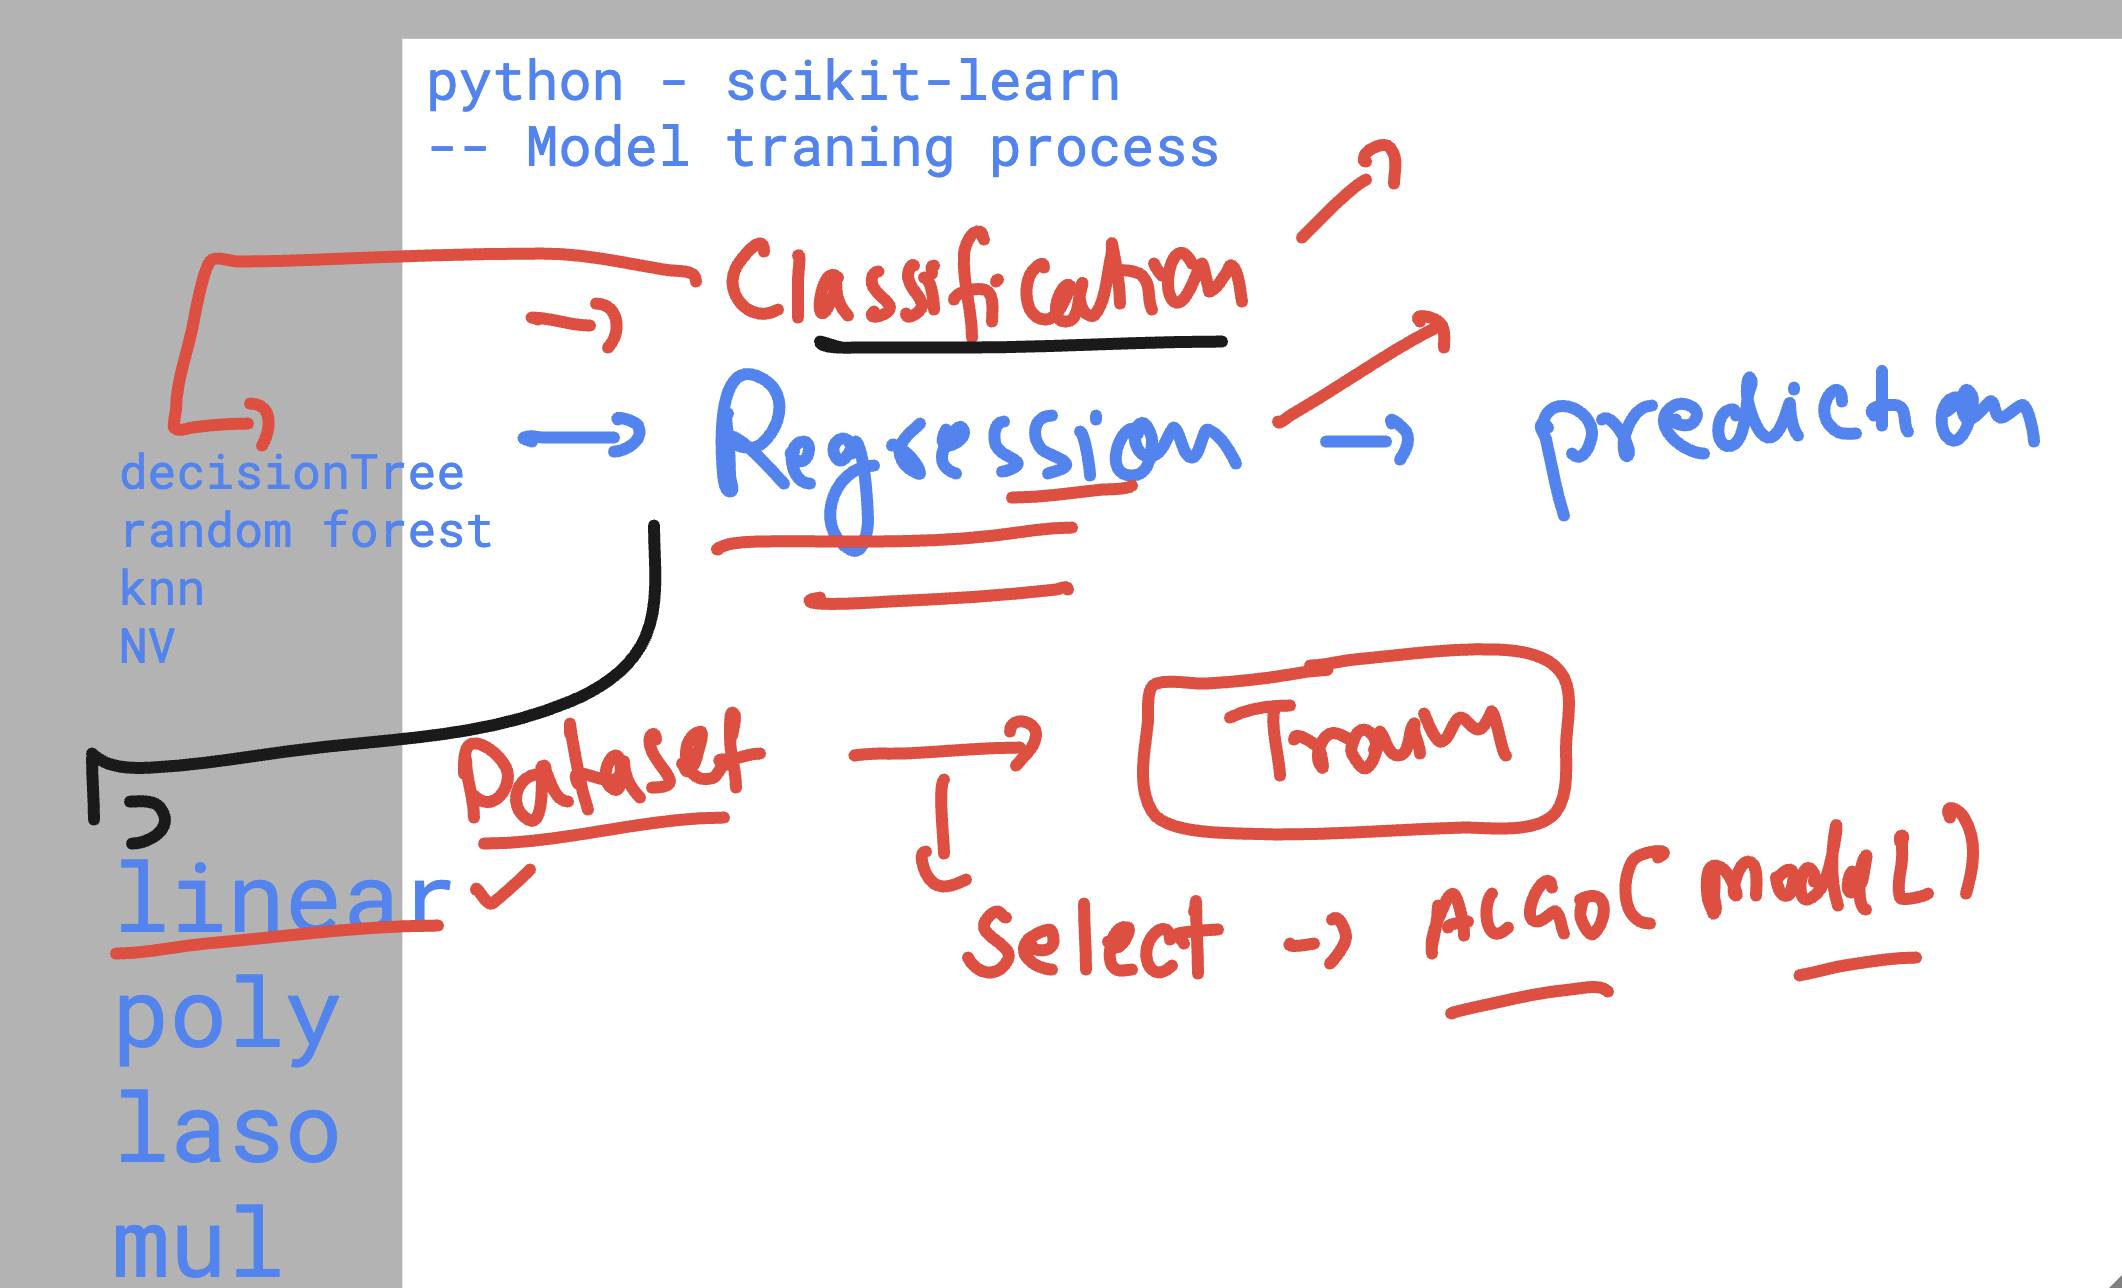 python - scikit-learn
-- Model traning process
Classification
Regression → prediction
decisionTree
random forest
knn
NV
Dataset → Train
Select → ALGO (modeL)
linear ✓
poly
laso
mul